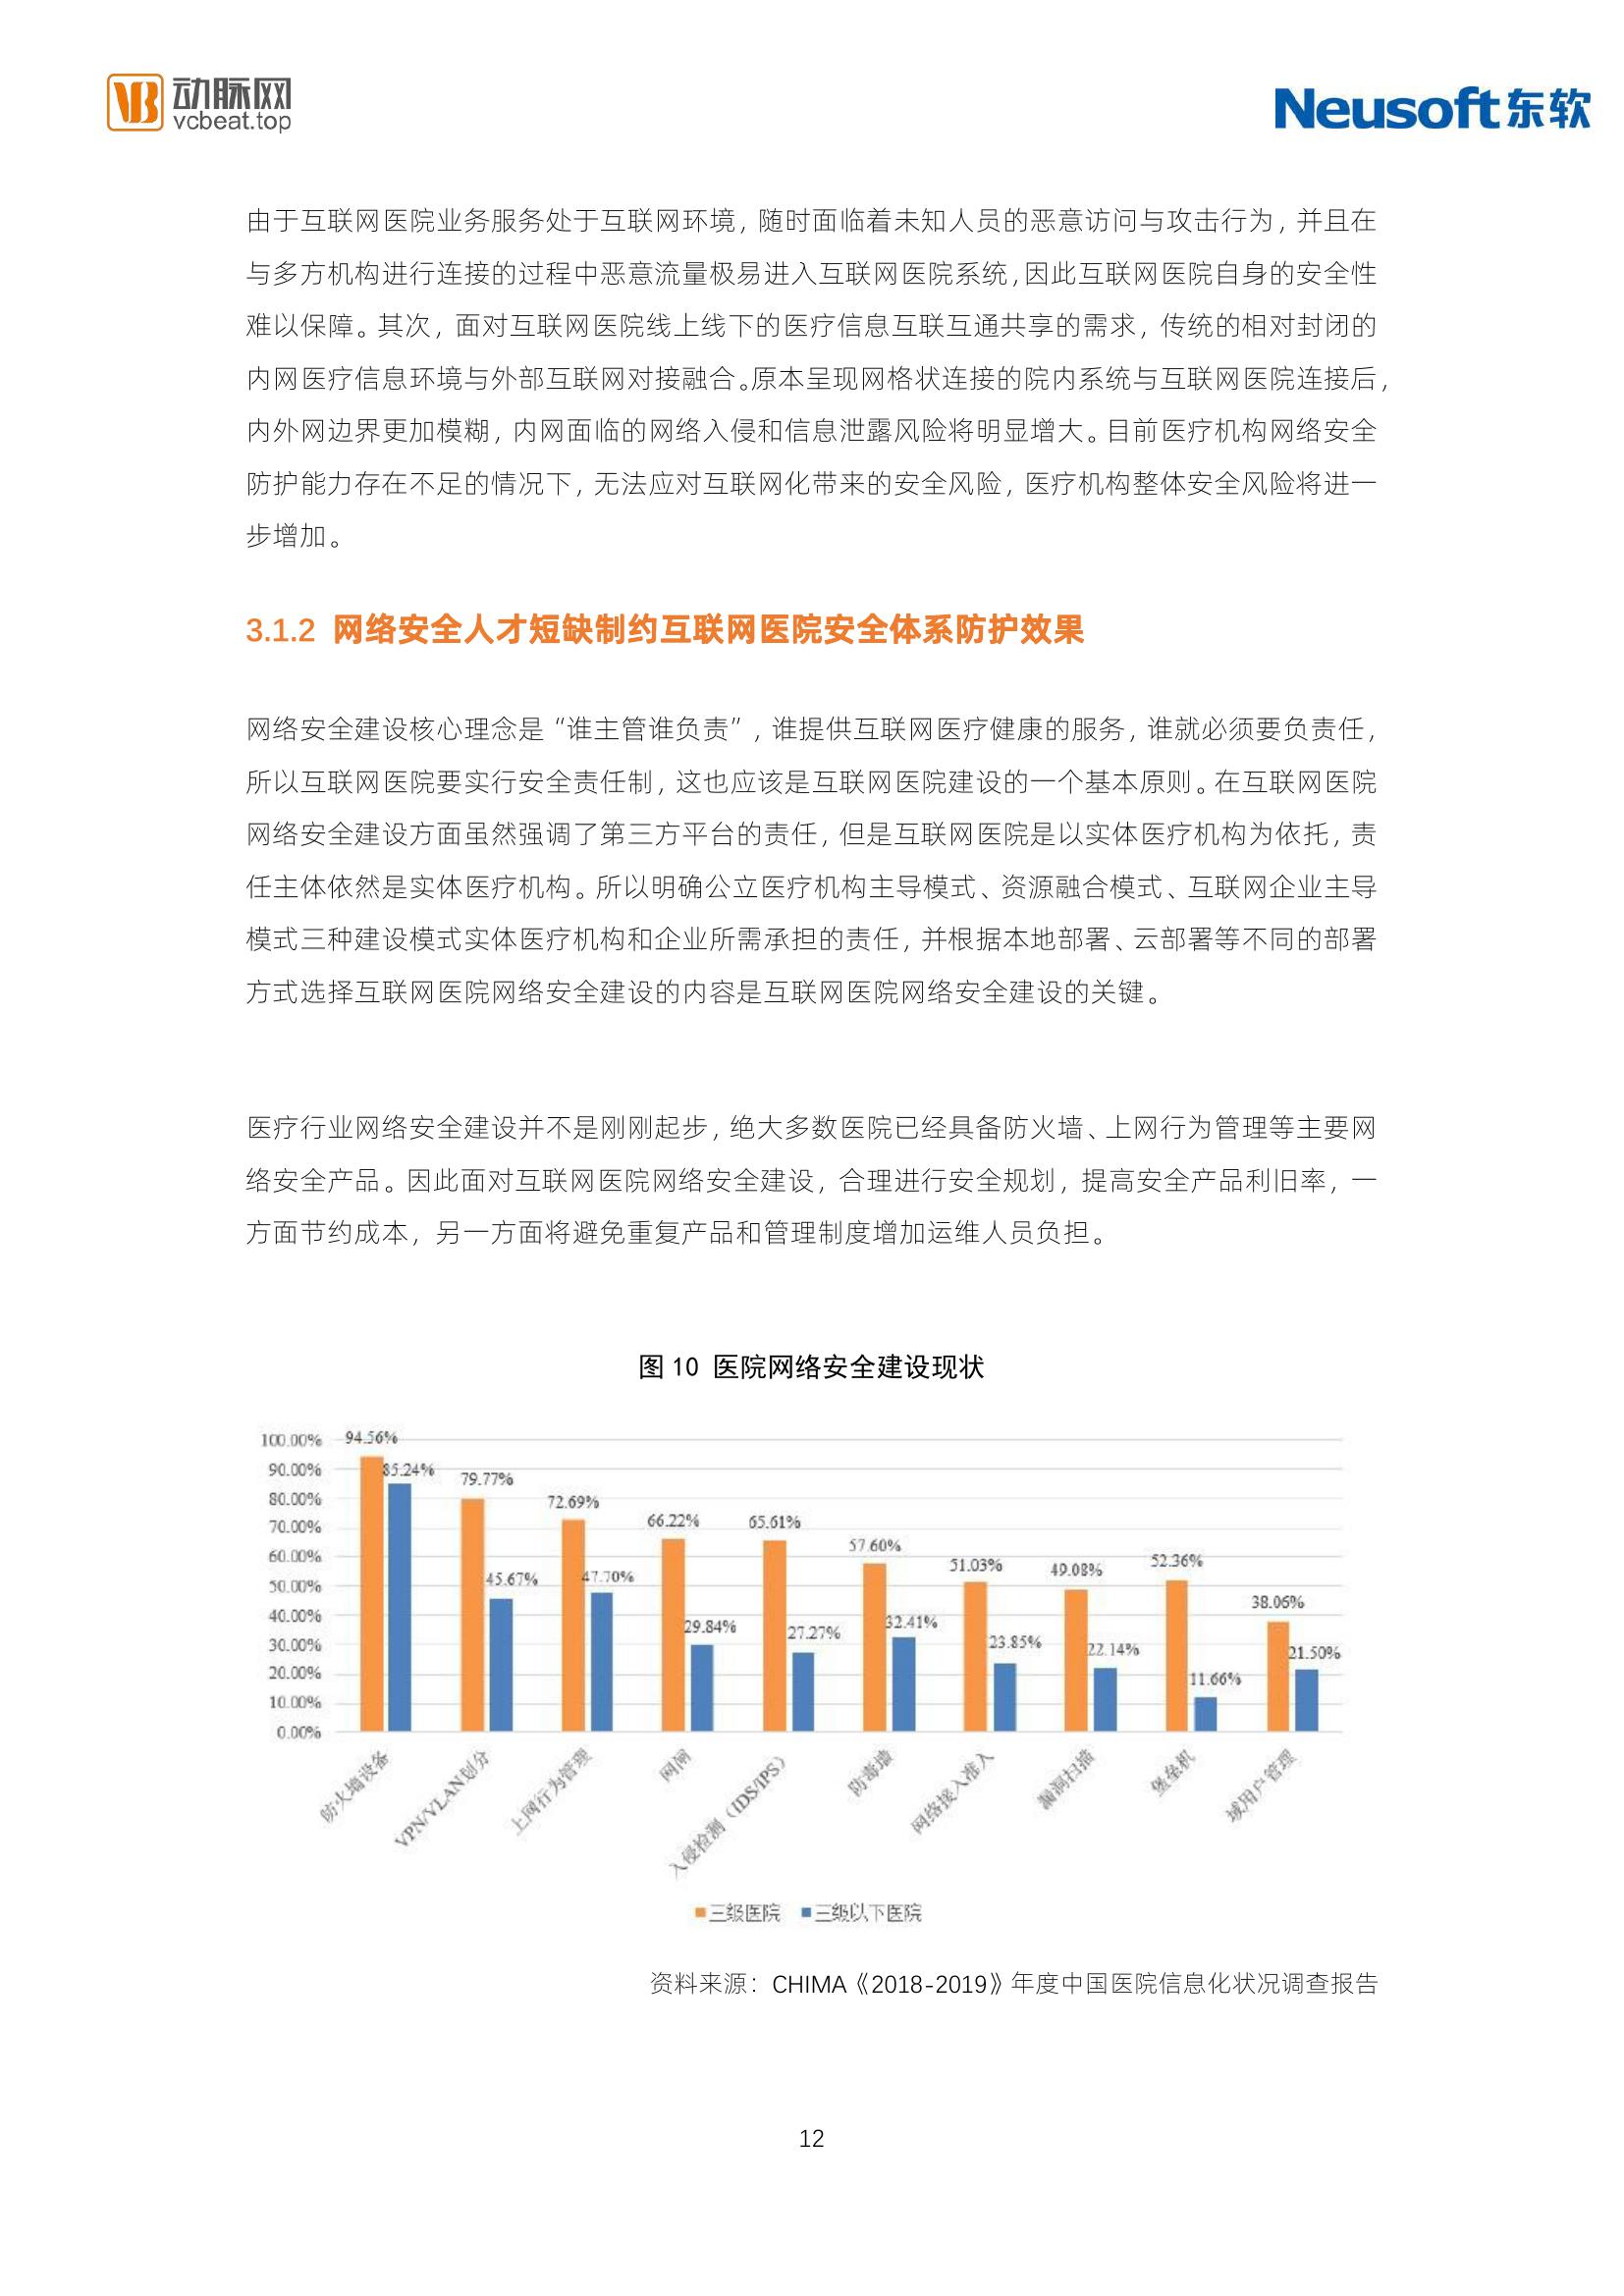 动脉网
vcbeat.top
Neusoft东软
由于互联网医院业务服务处于互联网环境，随时面临着未知人员的恶意访问与攻击行为，并且在
与多方机构进行连接的过程中恶意流量极易进入互联网医院系统，因此互联网医院自身的安全性
难以保障。其次，面对互联网医院线上线下的医疗信息互联互通共享的需求，传统的相对封闭的
内网医疗信息环境与外部互联网对接融合。原本呈现网格状连接的院内系统与互联网医院连接后，
内外网边界更加模糊，内网面临的网络入侵和信息泄露风险将明显增大。目前医疗机构网络安全
防护能力存在不足的情况下，无法应对互联网化带来的安全风险，医疗机构整体安全风险将进一
步增加。
3.1.2 网络安全人才短缺制约互联网医院安全体系防护效果
网络安全建设核心理念是“谁主管谁负责”，谁提供互联网医疗健康的服务，谁就必须要负责任，
所以互联网医院要实行安全责任制，这也应该是互联网医院建设的一个基本原则。在互联网医院
网络安全建设方面虽然强调了第三方平台的责任，但是互联网医院是以实体医疗机构为依托，责
任主体依然是实体医疗机构。所以明确公立医疗机构主导模式、资源融合模式、互联网企业主导
模式三种建设模式实体医疗机构和企业所需承担的责任，并根据本地部署、云部署等不同的部署
方式选择互联网医院网络安全建设的内容是互联网医院网络安全建设的关键。
医疗行业网络安全建设并不是刚刚起步，绝大多数医院已经具备防火墙、上网行为管理等主要网
络安全产品。因此面对互联网医院网络安全建设，合理进行安全规划，提高安全产品利旧率，一
方面节约成本，另一方面将避免重复产品和管理制度增加运维人员负担。
图 10 医院网络安全建设现状
100.00%
90.00%
80.00%
70.00%
60.00%
50.00%
40.00%
30.00%
20.00%
10.00%
0.00%
94.56%
85.24%
79.77%
45.67%
72.69%
47.70%
66.22%
29.84%
65.61%
27.27%
57.60%
32.41%
51.03%
23.85%
49.08%
22.14%
52.36%
11.66%
38.06%
21.50%
防火墙设备
VPN/VLAN划分
上网行为管理
网闸
入侵检测（IDS/IPS）
防毒墙
网络接入准入
漏洞扫描
堡垒机
域用户管理
三级医院
三级以下医院
资料来源：CHIMA《2018-2019》年度中国医院信息化状况调查报告
12